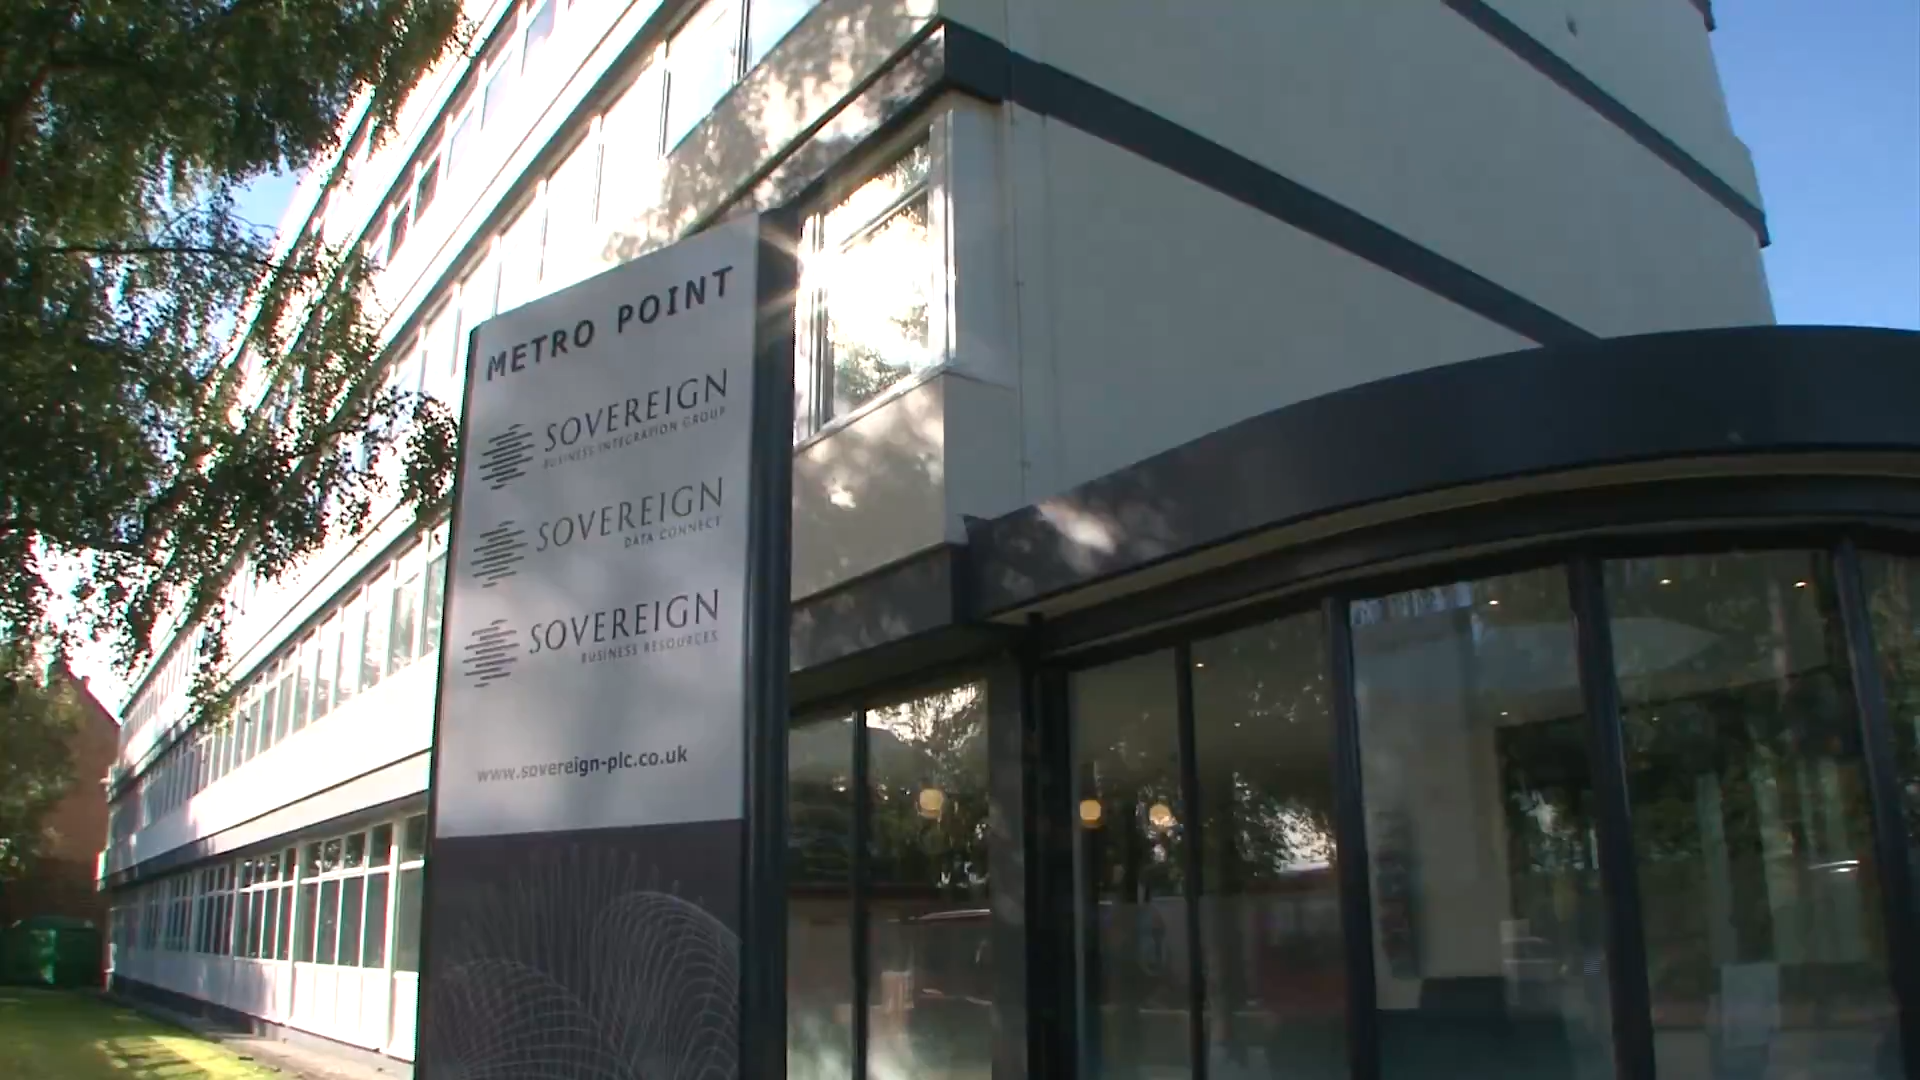 METRO POINT
SOVEREIGN
BUSINESS INTEGRATION GROUP
SOVEREIGN
DATA CONNECT
SOVEREIGN
BUSINESS RESOURCES
www.sovereign-plc.co.uk